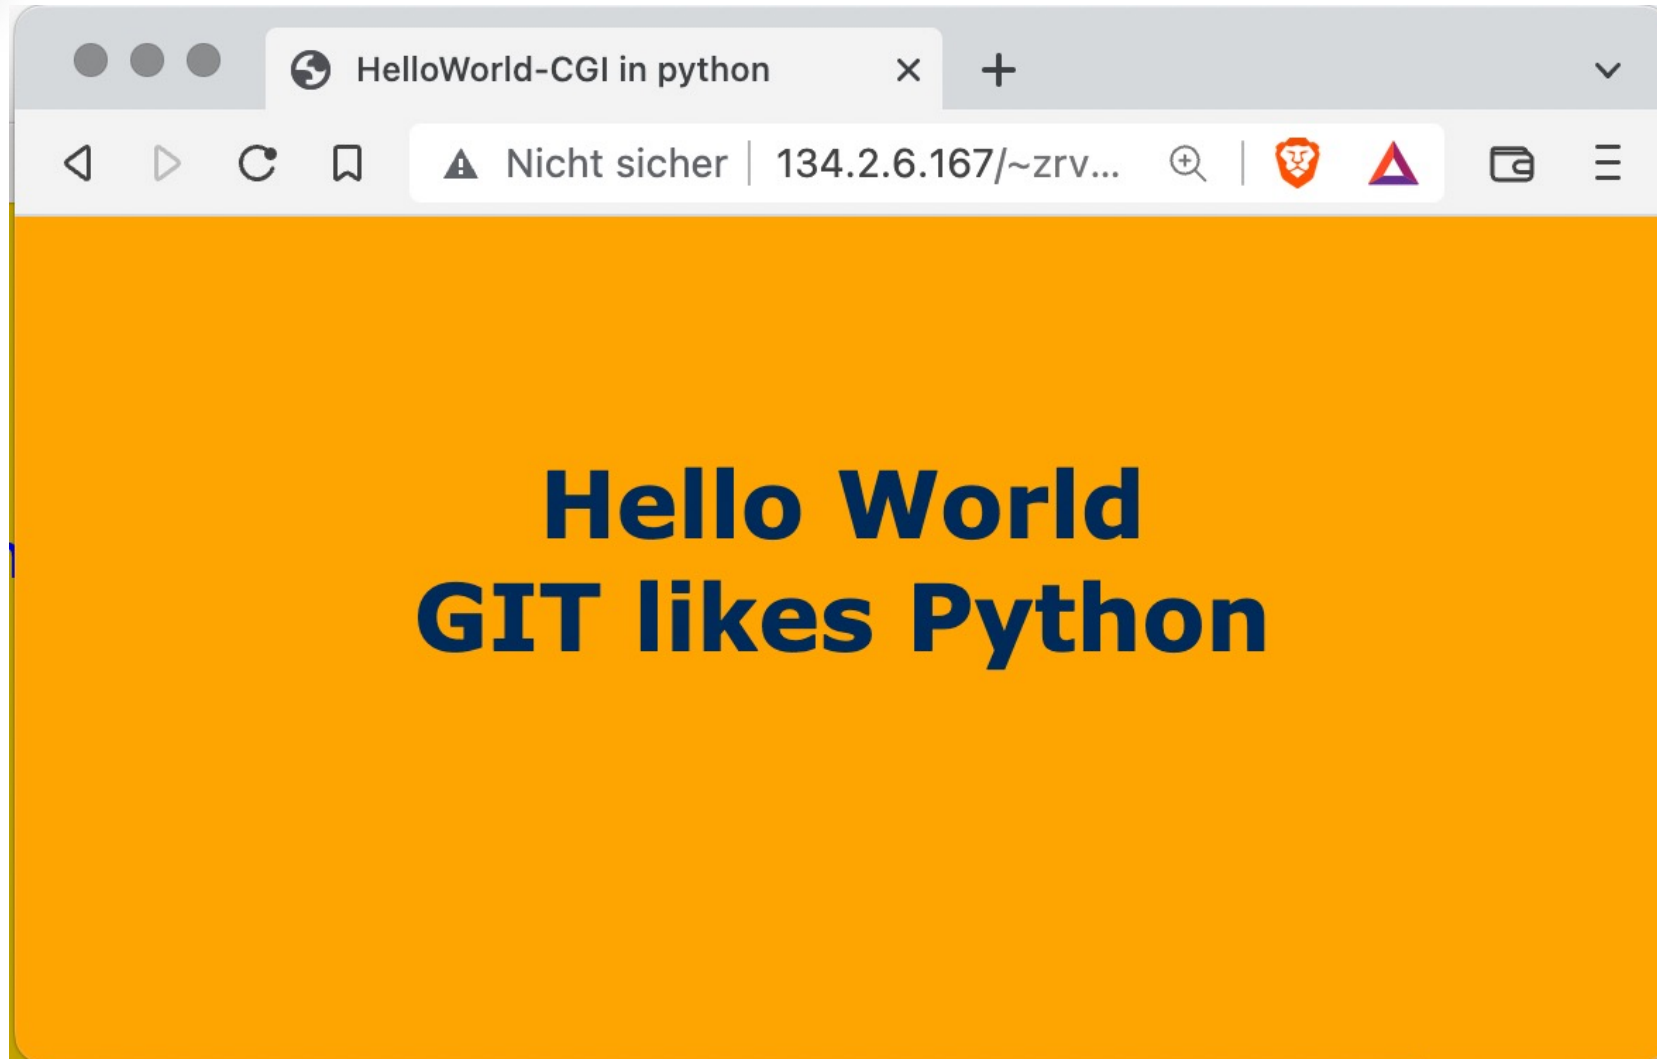 HelloWorld-CGI in python
Nicht sicher 134.2.6.167/~zrv...
Hello World
GIT likes Python